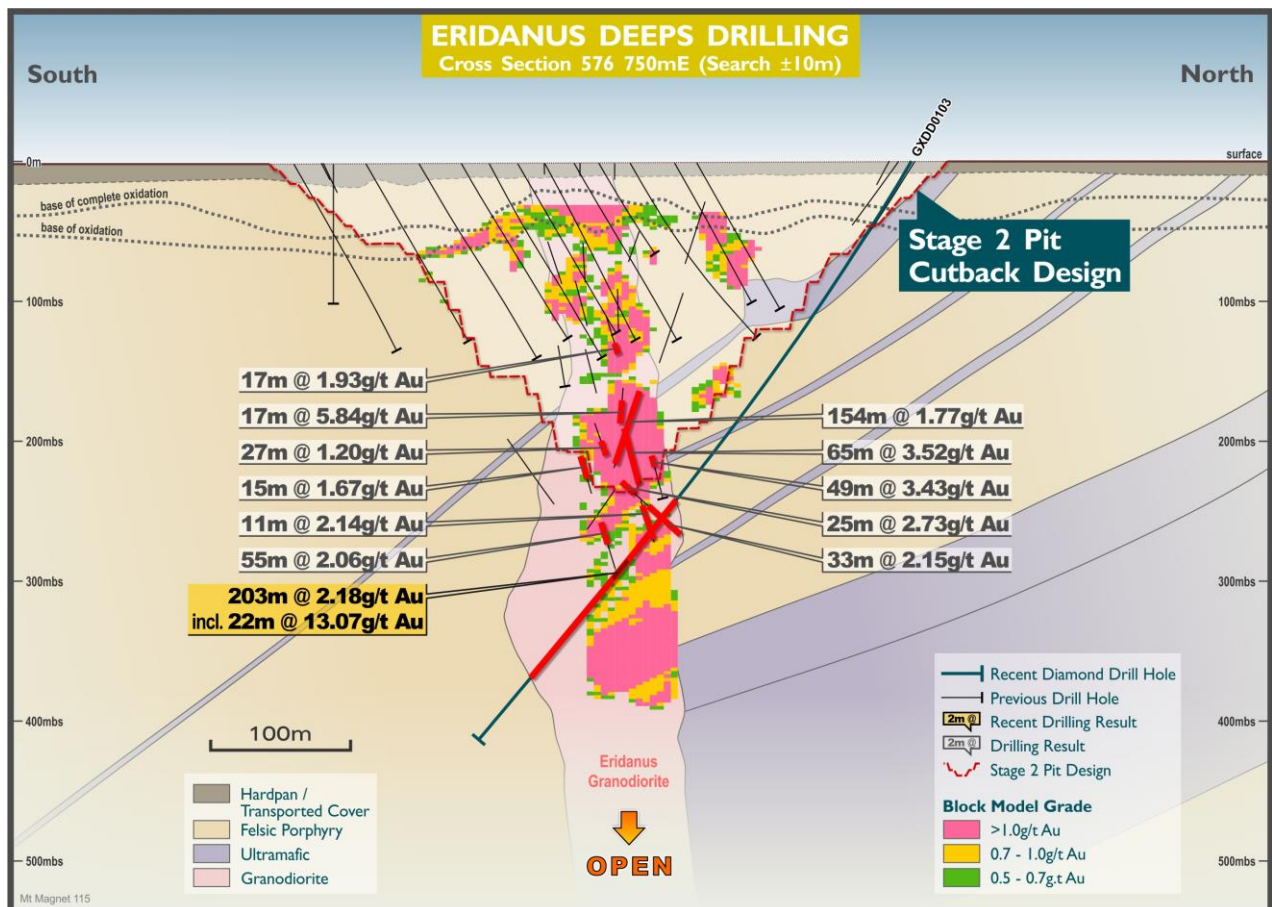 ERIDANUS DEEPS DRILLING
Cross Section 576 750mE (Search ±10m)
South
North
GXDD0103
0m
surface
base of complete oxidation
base of oxidation
Stage 2 Pit
Cutback Design
100mbs
100mbs
17m @ 1.93g/t Au
17m @ 5.84g/t Au
27m @ 1.20g/t Au
15m @ 1.67g/t Au
11m @ 2.14g/t Au
55m @ 2.06g/t Au
203m @ 2.18g/t Au
incl. 22m @ 13.07g/t Au
154m @ 1.77g/t Au
65m @ 3.52g/t Au
49m @ 3.43g/t Au
25m @ 2.73g/t Au
33m @ 2.15g/t Au
200mbs
200mbs
300mbs
300mbs
400mbs
400mbs
500mbs
500mbs
100m
Hardpan /
Transported Cover
Felsic Porphyry
Ultramafic
Granodiorite
Eridanus
Granodiorite
OPEN
Recent Diamond Drill Hole
Previous Drill Hole
2m @
Recent Drilling Result
2m @
Drilling Result
Stage 2 Pit Design
Block Model Grade
>1.0g/t Au
0.7 - 1.0g/t Au
0.5 - 0.7g.t Au
Mt Magnet 115